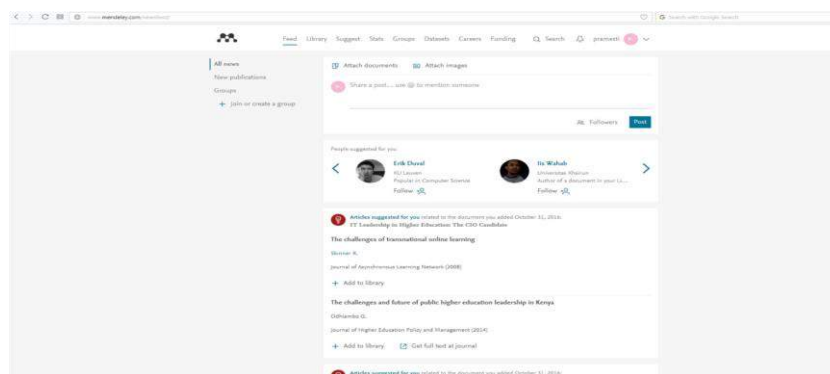 www.mendeley.com/newsfeed/
Search with Google Search
Feed Library Suggest Stats Groups Datasets Careers Funding Search
All news
New publications
Groups
+ Join or create a group
Attach documents Attach images
Share a post... use @ to mention someone
Followers Post
People suggested for you
Erik Duval
KU Leuven
Popular in Computer Science
Follow
Ita Wahab
Universitas Khairun
Author of a document in your Li...
Follow
Articles suggested for you related to the document you added October 31, 2016:
IT Leadership in Higher Education The CIO Candidate
The challenges of transnational online learning
Skinner R.
Journal of Asynchronous Learning Network (2008)
+ Add to library
The challenges and future of public higher education leadership in Kenya
Odhiambo G.
Journal of Higher Education Policy and Management (2014)
+ Add to library Get full text at journal
Articles suggested for you related to the document you added October 31, 2016: